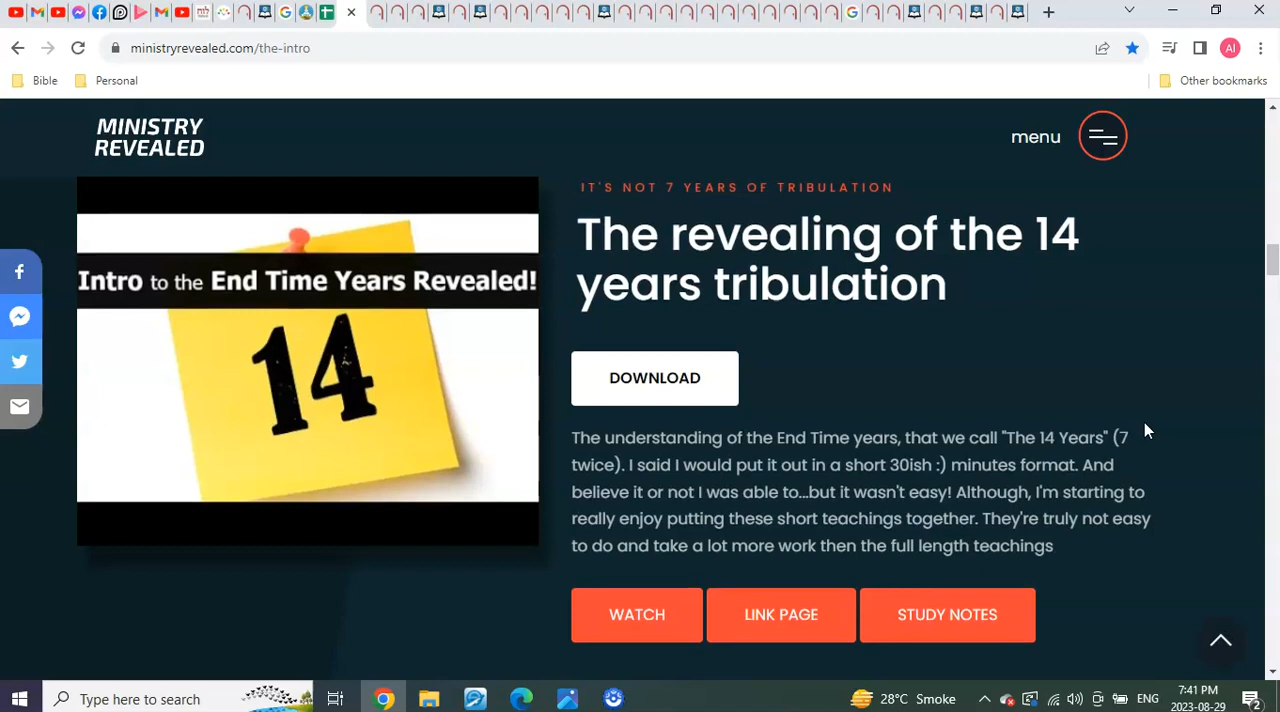 ministryrevealed.com/the-intro
AI
Bible
Personal
Other bookmarks
MINISTRY
REVEALED
menu
IT'S NOT 7 YEARS OF TRIBULATION
The revealing of the 14
years tribulation
Intro to the End Time Years Revealed!
14
DOWNLOAD
The understanding of the End Time years, that we call "The 14 Years" (7
twice). I said I would put it out in a short 30ish :) minutes format. And
believe it or not I was able to...but it wasn't easy! Although, I'm starting to
really enjoy putting these short teachings together. They're truly not easy
to do and take a lot more work then the full length teachings
WATCH
LINK PAGE
STUDY NOTES
Type here to search
28°C Smoke
ENG
7:41 PM
2023-08-29
2